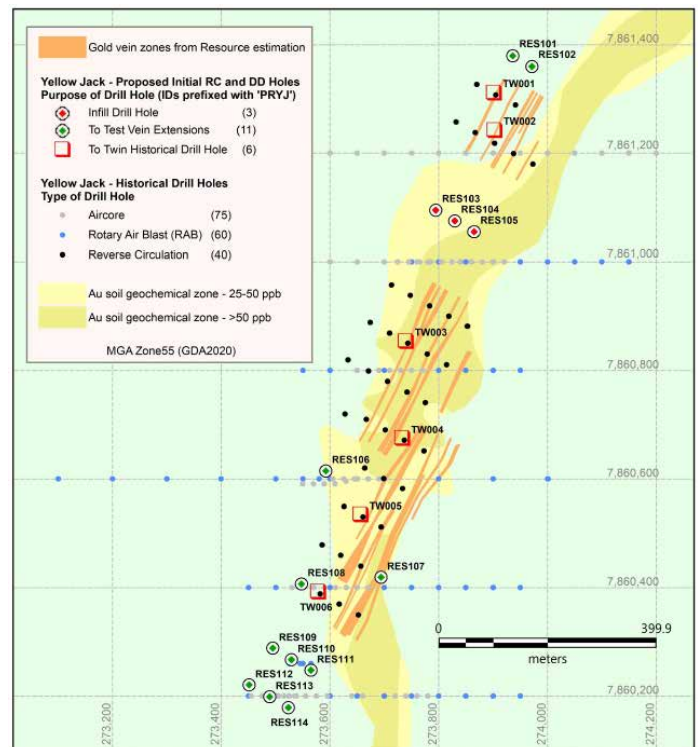 Gold vein zones from Resource estimation
Yellow Jack - Proposed Initial RC and DD Holes
Purpose of Drill Hole (IDs prefixed with 'PRYJ')
Infill Drill Hole (3)
To Test Vein Extensions (11)
To Twin Historical Drill Hole (6)
Yellow Jack - Historical Drill Holes
Type of Drill Hole
Aircore (75)
Rotary Air Blast (RAB) (60)
Reverse Circulation (40)
Au soil geochemical zone - 25-50 ppb
Au soil geochemical zone - >50 ppb
MGA Zone55 (GDA2020)
7,861,400
RES101
RES102
TW001
TW002
7,861,200
RES103
RES104
RES105
7,861,000
TW003
7,860,800
TW004
RES106
7,860,600
TW005
RES108
RES107
7,860,400
TW006
0 399.9
meters
RES109
RES110
RES111
RES112
RES113
RES114
7,860,200
273,200
273,400
273,600
273,800
274,000
274,200